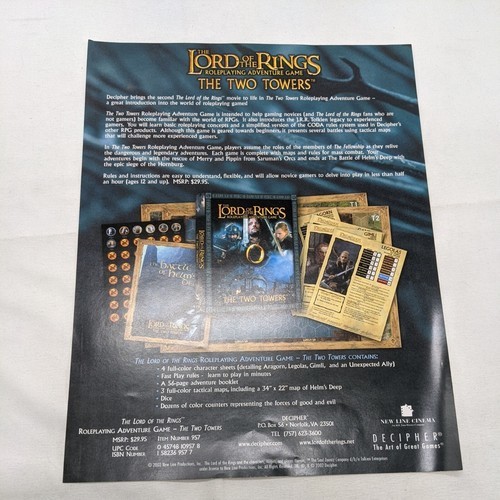 THE
LORD OF THE RINGS
ROLEPLAYING ADVENTURE GAME
THE TWO TOWERS™
Decipher brings the second The Lord of the Rings™ movie to life in The Two Towers Roleplaying Adventure Game –
a great introduction into the world of roleplaying games!
The Two Towers Roleplaying Adventure Game is intended to help gaming novices (and The Lord of the Rings fans who are
not gamers) become familiar with the world of RPGs. It also introduces the J.R.R. Tolkien legacy to experienced
gamers. You will learn basic roleplaying concepts and a simplified version of the CODA rules system used in Decipher's
other RPG products. Although this game is geared towards beginners, it presents several battles using tactical maps
that will challenge more experienced gamers.
In The Two Towers Roleplaying Adventure Game, players assume the roles of the members of The Fellowship as they relive
the dangerous and legendary adventures. Each game is complete with maps and rules for mass combat. Your
adventures begin with the rescue of Merry and Pippin from Saruman's Orcs and ends at The Battle of Helm's Deep with
the epic siege of the Hornburg.
Rules and instructions are easy to understand, flexible, and will allow novice gamers to delve into play in less than half
an hour (ages 12 and up). MSRP: $29.95.
THE
LORD OF THE RINGS
ROLEPLAYING ADVENTURE GAME
THE TWO TOWERS
BATTLE
OF HELM'S
LORD OF THE RINGS
GIMLI
LEGOLAS
THE LORD OF THE RINGS ROLEPLAYING ADVENTURE GAME – THE TWO TOWERS CONTAINS:
- 4 Full-color character sheets (detailing Aragorn, Legolas, Gimli, and an Unexpected Ally)
- Fast Play rules - learn to play in minutes
- A 56-page adventure booklet
- 3 Full-color tactical maps, including a 34" x 22" map of Helm's Deep
- Dice
- Dozens of color counters representing the forces of good and evil
THE LORD OF THE RINGS
ROLEPLAYING ADVENTURE GAME – THE TWO TOWERS
MSRP: $29.95 ITEM NUMBER 957
UPC CODE 0 45746 10957 8
ISBN NUMBER 1 58236 957 7
DECIPHER®
P.O. Box 56 • Norfolk, VA 23501
TEL (757) 623-3600
www.decipher.com www.lordoftherings.net
NEW LINE CINEMA
DECIPHER®
The Art of Great Games®